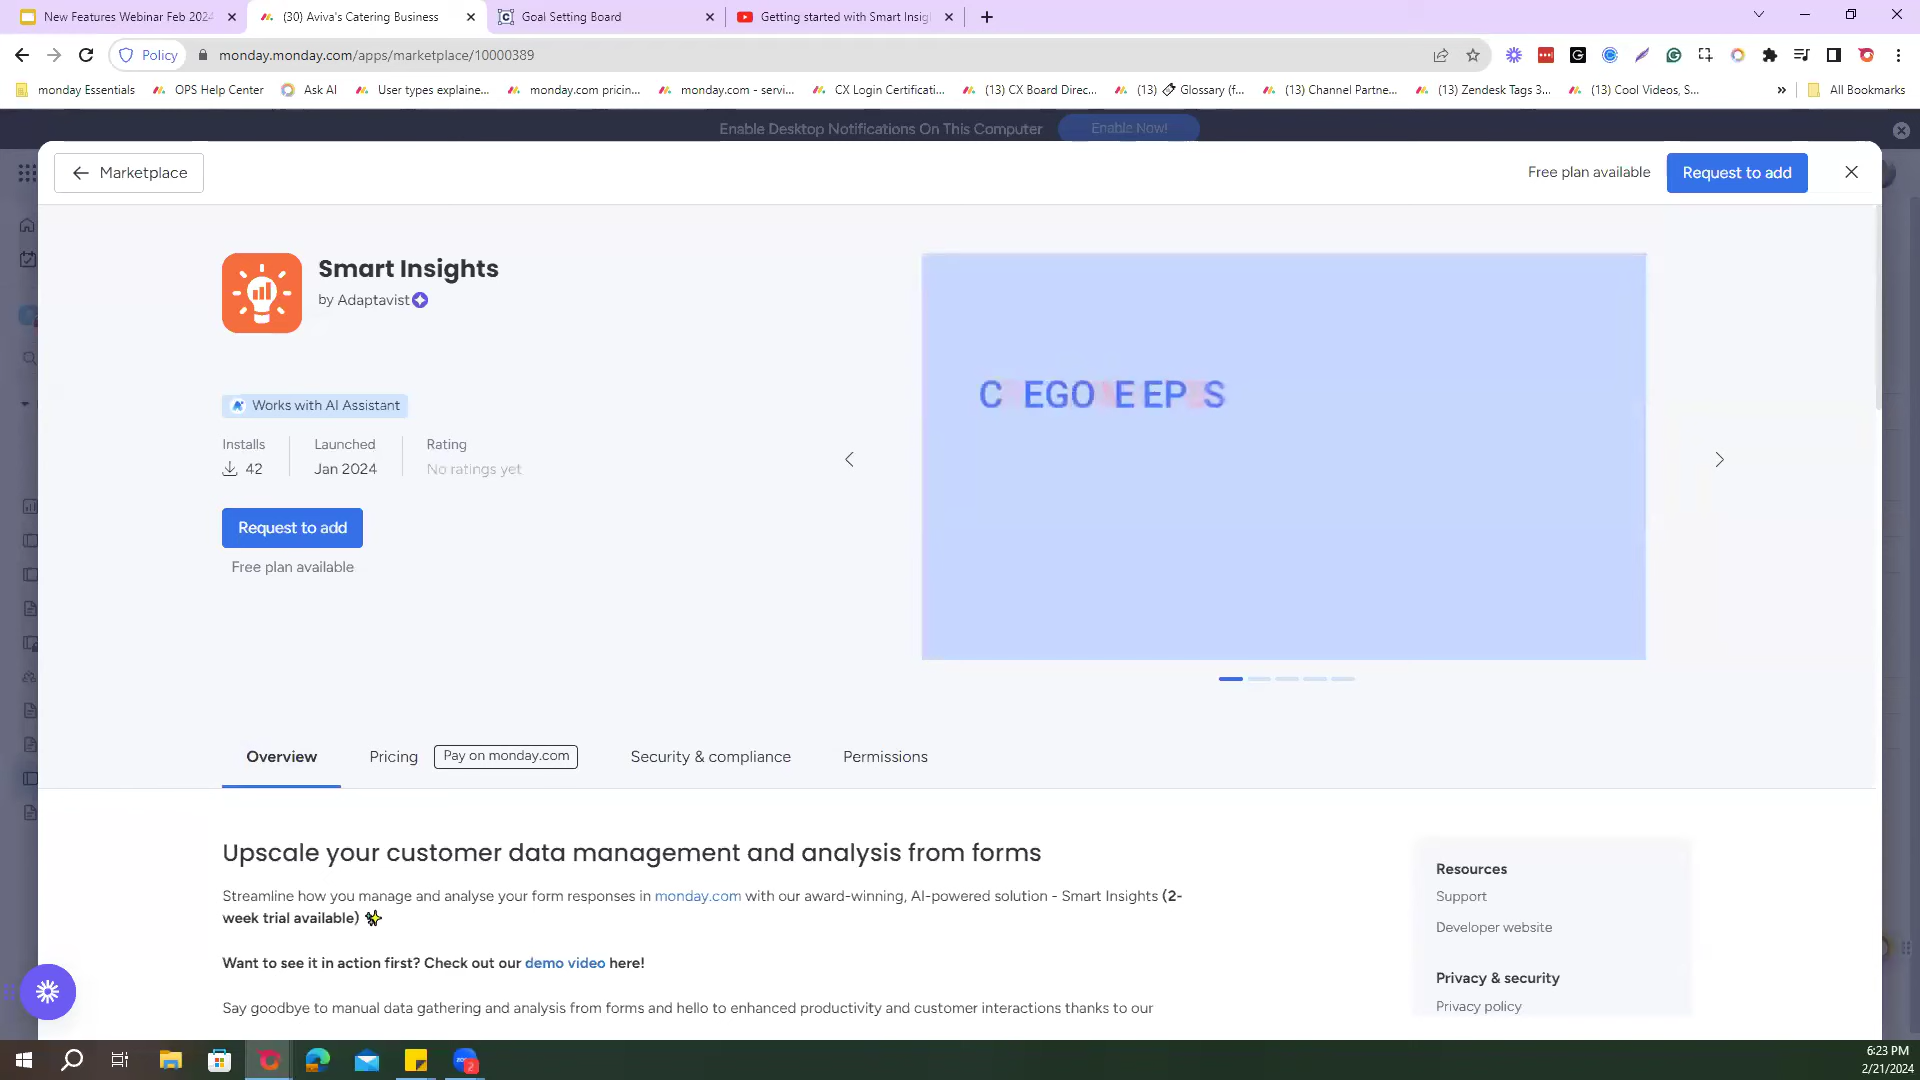 New Features Webinar Feb 2024
(30) Aviva's Catering Business
Goal Setting Board
Getting started with Smart Insig
Policy
monday.monday.com/apps/marketplace/10000389
monday Essentials
OPS Help Center
Ask AI
User types explaine...
monday.com pricin...
monday.com - servi...
CX Login Certificati...
(13) CX Board Direc...
(13) Glossary (f...
(13) Channel Partne...
(13) Zendesk Tags 3...
(13) Cool Videos, S...
All Bookmarks
Enable Desktop Notifications On This Computer
Enable Now!
Marketplace
Free plan available
Request to add
Smart Insights
by Adaptavist
Works with AI Assistant
Installs
42
Launched
Jan 2024
Rating
No ratings yet
Request to add
Free plan available
Overview
Pricing
Pay on monday.com
Security & compliance
Permissions
Upscale your customer data management and analysis from forms
Streamline how you manage and analyse your form responses in monday.com with our award-winning, AI-powered solution - Smart Insights (2-
week trial available)
Want to see it in action first? Check out our demo video here!
Say goodbye to manual data gathering and analysis from forms and hello to enhanced productivity and customer interactions thanks to our
Resources
Support
Developer website
Privacy & security
Privacy policy
2
6:23 PM
2/21/2024